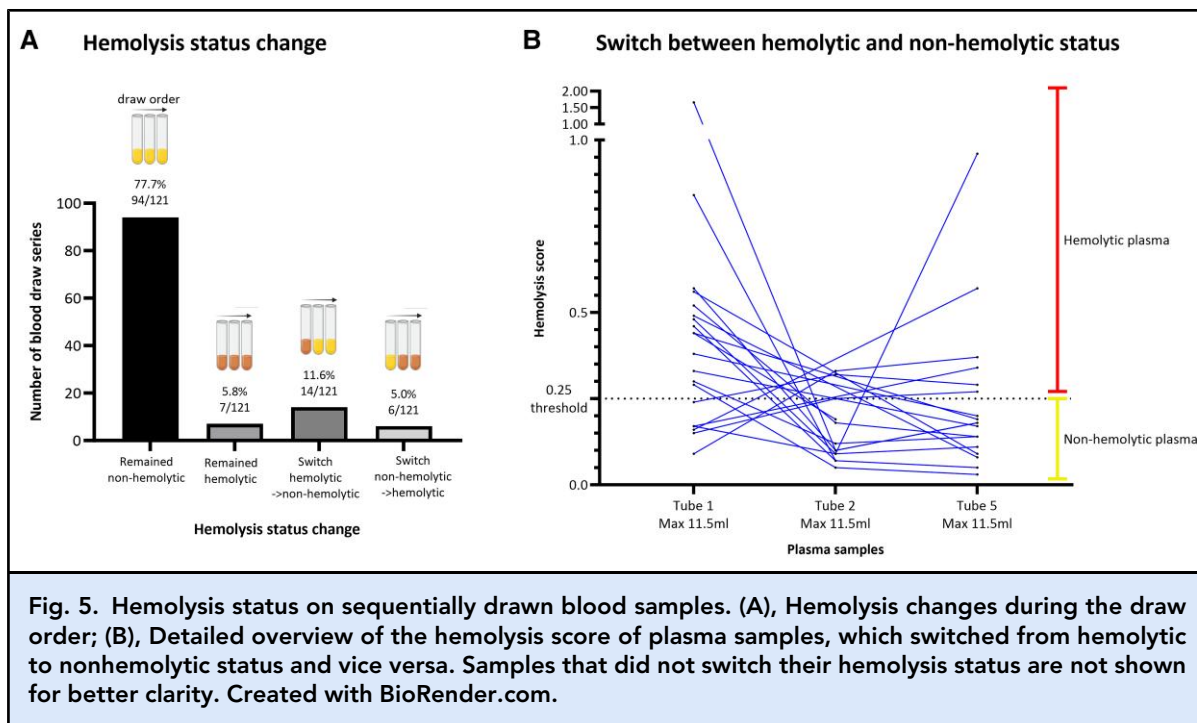 A Hemolysis status change
draw order
77.7%
94/121
100
80
60
40
20
0
Number of blood draw series
5.8%
7/121
11.6%
14/121
5.0%
6/121
Remained
non-hemolytic
Remained
hemolytic
Switch
hemolytic
->non-hemolytic
Switch
non-hemolytic
->hemolytic
Hemolysis status change
B Switch between hemolytic and non-hemolytic status
2.00
1.50
1.00
1.0
0.5
0.25
threshold
0.0
Hemolysis score
Hemolytic plasma
Non-hemolytic plasma
Tube 1
Max 11.5ml
Tube 2
Max 11.5ml
Tube 5
Max 11.5ml
Plasma samples
Fig. 5. Hemolysis status on sequentially drawn blood samples. (A), Hemolysis changes during the draw
order; (B), Detailed overview of the hemolysis score of plasma samples, which switched from hemolytic
to nonhemolytic status and vice versa. Samples that did not switch their hemolysis status are not shown
for better clarity. Created with BioRender.com.